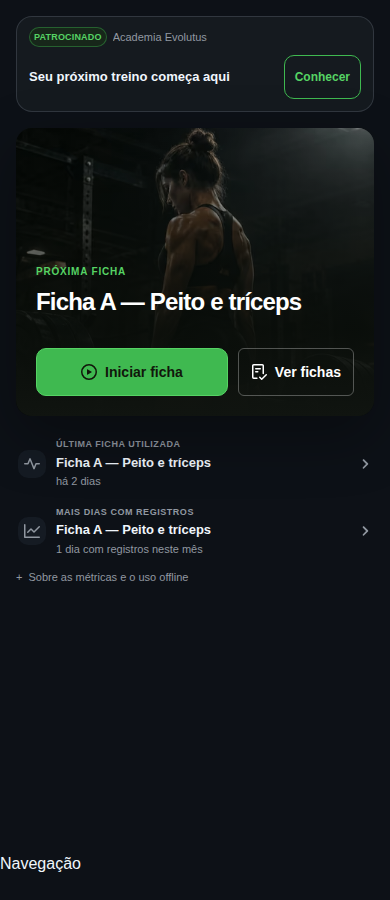 PATROCINADO Academia Evolutus
Seu próximo treino começa aqui
Conhecer
PRÓXIMA FICHA
Ficha A — Peito e tríceps
Iniciar ficha
Ver fichas
ÚLTIMA FICHA UTILIZADA
Ficha A — Peito e tríceps
há 2 dias
MAIS DIAS COM REGISTROS
Ficha A — Peito e tríceps
1 dia com registros neste mês
+ Sobre as métricas e o uso offline
Navegação